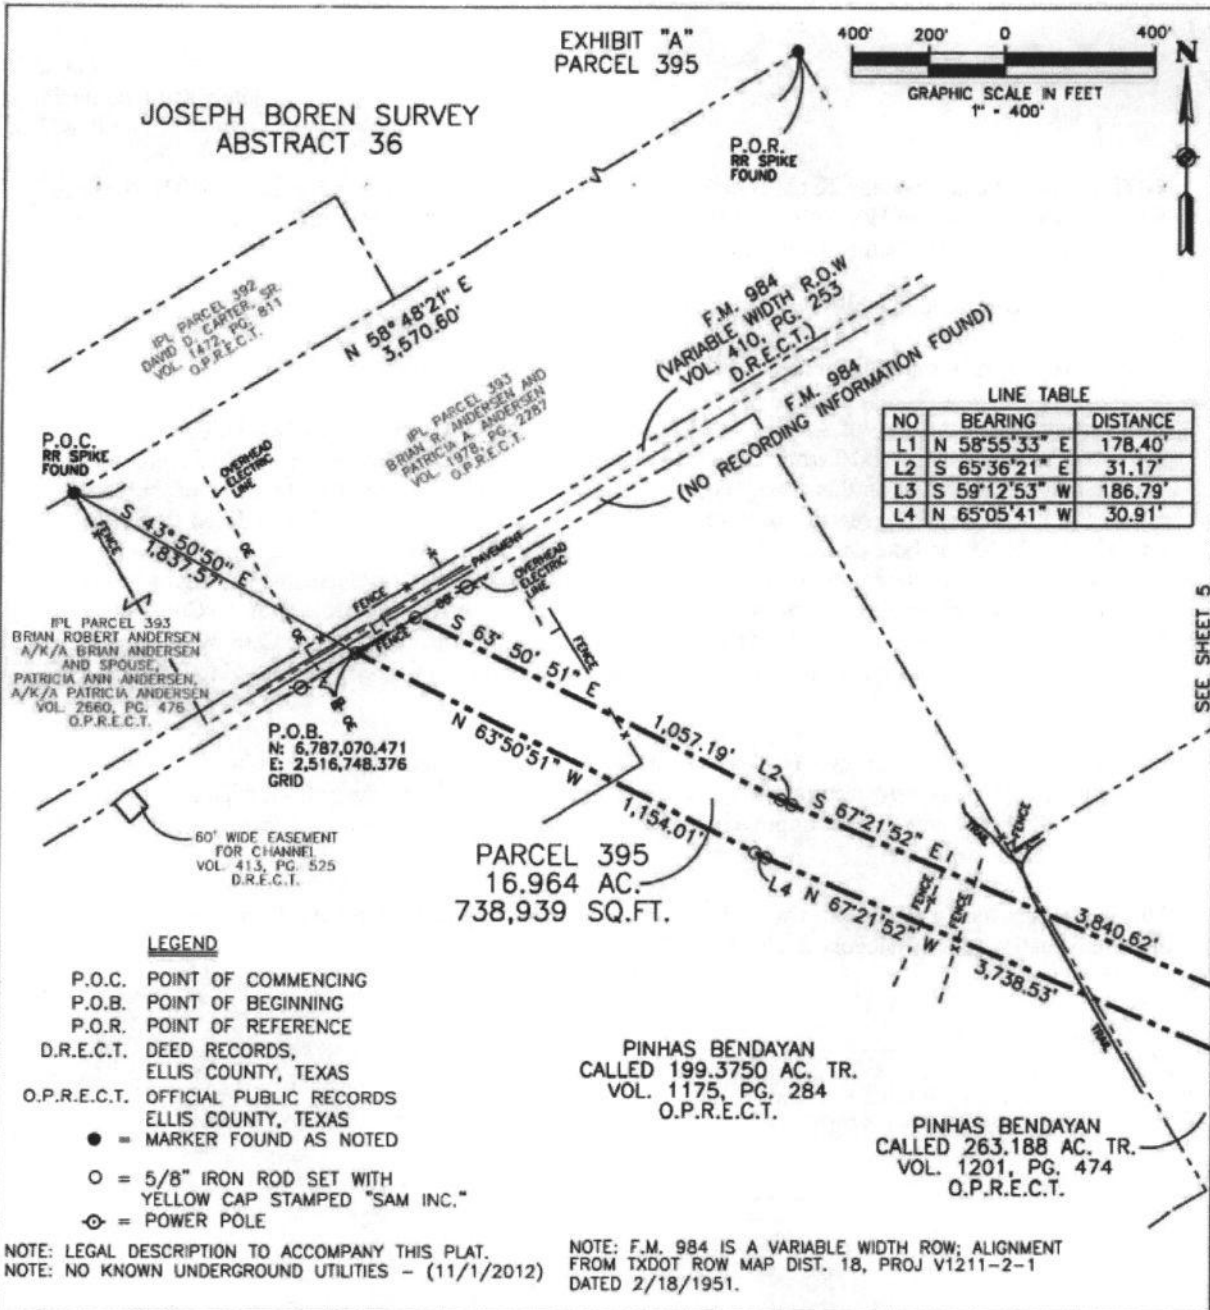 EXHIBIT "A"
PARCEL 395
400' 200' 0 400'
GRAPHIC SCALE IN FEET
1" - 400'
N
JOSEPH BOREN SURVEY
ABSTRACT 36
P.O.R.
RR SPIKE
FOUND
IPL PARCEL 392
DAVID D. CARTER, SR.
VOL. 1472, PG. 811
O.P.R.E.C.T.
N 58° 48'21" E
3,570.60'
F.M. 984
(VARIABLE WIDTH R.O.W
VOL. 410, PG. 253
D.R.E.C.T.)
F.M. 984
(NO RECORDING INFORMATION FOUND)
IPL PARCEL 393
BRIAN R. ANDERSEN AND
PATRICIA A. ANDERSEN
VOL. 1978, PG. 2287
O.P.R.E.C.T.
LINE TABLE
NO BEARING DISTANCE
L1 N 58°55'33" E 178.40'
L2 S 65°36'21" E 31.17'
L3 S 59°12'53" W 186.79'
L4 N 65°05'41" W 30.91'
P.O.C.
RR SPIKE
FOUND
OVERHEAD
ELECTRIC
LINE
FENCE
S 43° 50'50" E
1,837.57'
OE
OE
FENCE
PAVEMENT
OVERHEAD
ELECTRIC
LINE
FENCE
FENCE
OE
IPL PARCEL 393
BRIAN ROBERT ANDERSEN
A/K/A BRIAN ANDERSEN
AND SPOUSE,
PATRICIA ANN ANDERSEN,
A/K/A PATRICIA ANDERSEN
VOL. 2660, PG. 476
O.P.R.E.C.T.
P.O.B.
N: 6,787,070.471
E: 2,516,748.376
GRID
S 63° 50' 51" E
1,057.19'
L2
S 67°21'52" E
3,840.62'
N 63°50'51" W
1,154.01'
L4
N 67°21'52" W
3,738.53'
FENCE
FENCE
TRAIL
FENCE
TRAIL
SEE SHEET 5
60' WIDE EASEMENT
FOR CHANNEL
VOL. 413, PG. 525
D.R.E.C.T.
PARCEL 395
16.964 AC.
738,939 SQ.FT.
LEGEND
P.O.C. POINT OF COMMENCING
P.O.B. POINT OF BEGINNING
P.O.R. POINT OF REFERENCE
D.R.E.C.T. DEED RECORDS,
ELLIS COUNTY, TEXAS
O.P.R.E.C.T. OFFICIAL PUBLIC RECORDS
ELLIS COUNTY, TEXAS
● = MARKER FOUND AS NOTED
○ = 5/8" IRON ROD SET WITH
YELLOW CAP STAMPED "SAM INC."
= POWER POLE
PINHAS BENDAYAN
CALLED 199.3750 AC. TR.
VOL. 1175, PG. 284
O.P.R.E.C.T.
PINHAS BENDAYAN
CALLED 263.188 AC. TR.
VOL. 1201, PG. 474
O.P.R.E.C.T.
NOTE: LEGAL DESCRIPTION TO ACCOMPANY THIS PLAT.
NOTE: NO KNOWN UNDERGROUND UTILITIES - (11/1/2012)
NOTE: F.M. 984 IS A VARIABLE WIDTH ROW; ALIGNMENT
FROM TXDOT ROW MAP DIST. 18, PROJ V1211-2-1
DATED 2/18/1951.